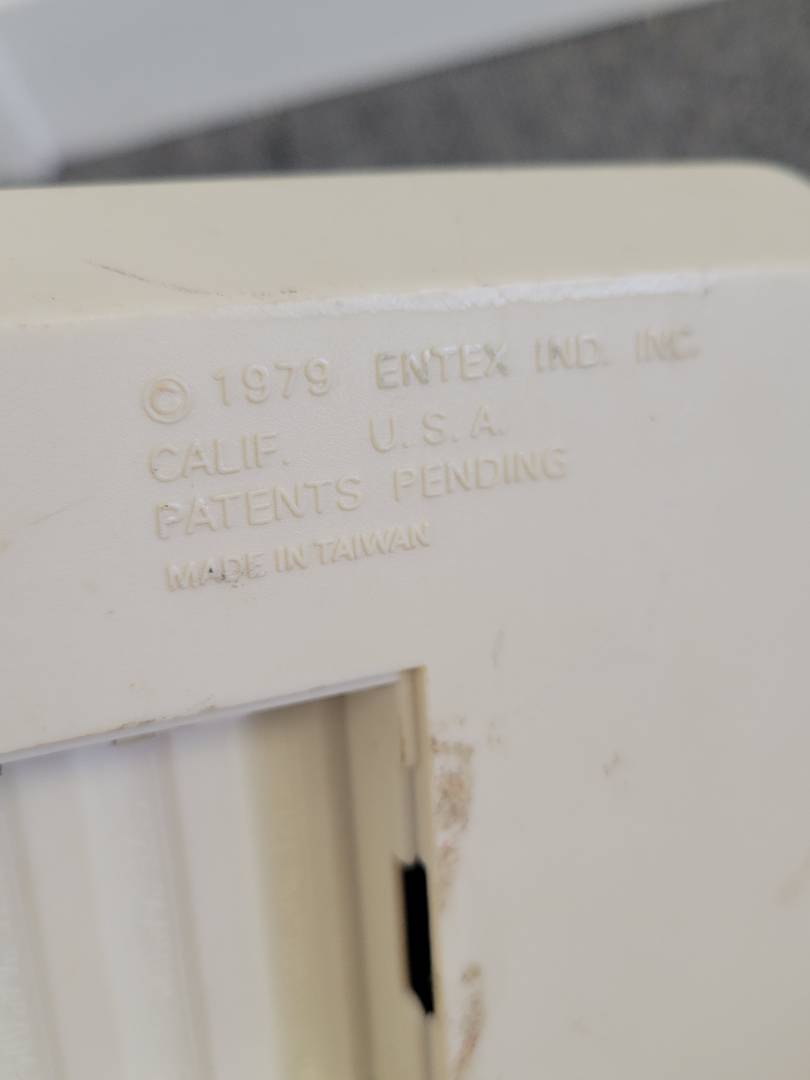 © 1979 ENTEX IND. INC.
CALIF. U.S.A.
PATENTS PENDING
MADE IN TAIWAN